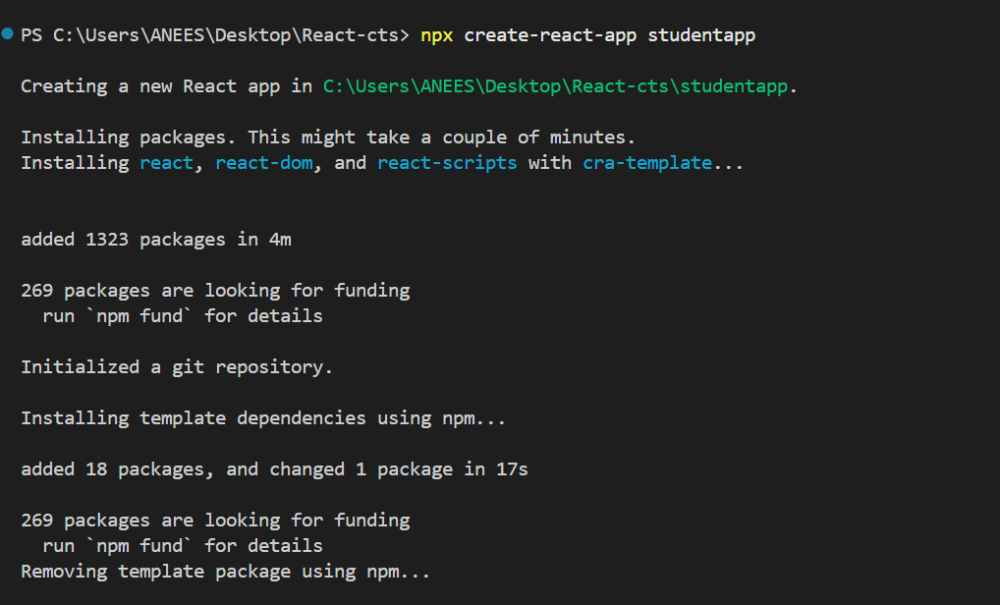 PS C:\Users\ANEES\Desktop\React-cts> npx create-react-app studentapp
Creating a new React app in C:\Users\ANEES\Desktop\React-cts\studentapp.
Installing packages. This might take a couple of minutes.
Installing react, react-dom, and react-scripts with cra-template...
added 1323 packages in 4m
269 packages are looking for funding
  run `npm fund` for details
Initialized a git repository.
Installing template dependencies using npm...
added 18 packages, and changed 1 package in 17s
269 packages are looking for funding
  run `npm fund` for details
Removing template package using npm...